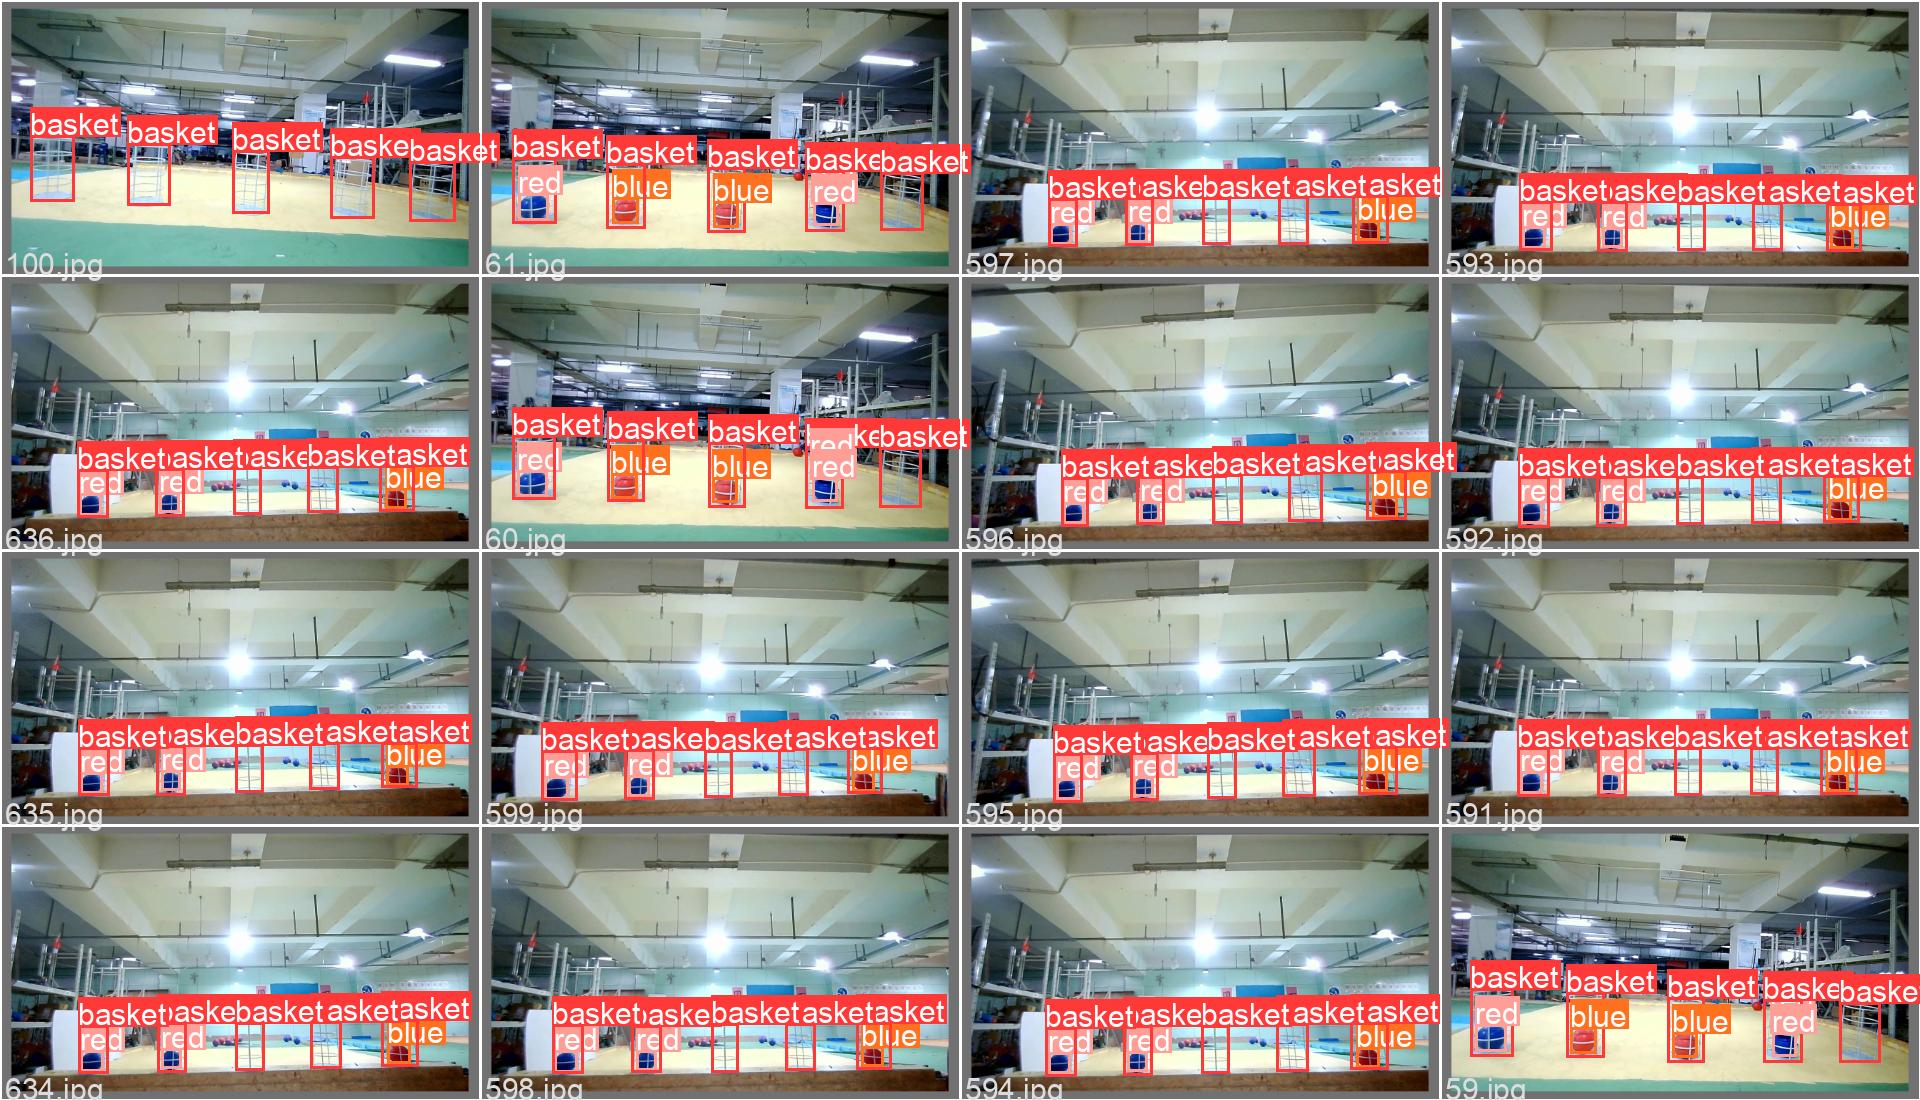 basket basket basket baske basket
100.jpg
basket basket basket baske basket
red blue blue red
61.jpg
basket aske basket asket asket
red red blue
597.jpg
basket aske basket asket asket
red red blue
593.jpg
basket aske aske basket asket
red red blue
636.jpg
basket basket basket red ke basket
red blue blue red
60.jpg
basket aske basket asket asket
red red blue
596.jpg
basket aske basket asket asket
red red blue
592.jpg
basket aske basket asket asket
red red blue
635.jpg
basket aske basket asket asket
red red blue
599.jpg
basket aske basket asket asket
red red blue
595.jpg
basket aske basket asket asket
red red blue
591.jpg
basket aske basket asket asket
red red blue
634.jpg
basket aske basket asket asket
red red blue
598.jpg
basket aske basket asket asket
red red blue
594.jpg
basket basket basket baske baske
red blue blue red
59.jpg